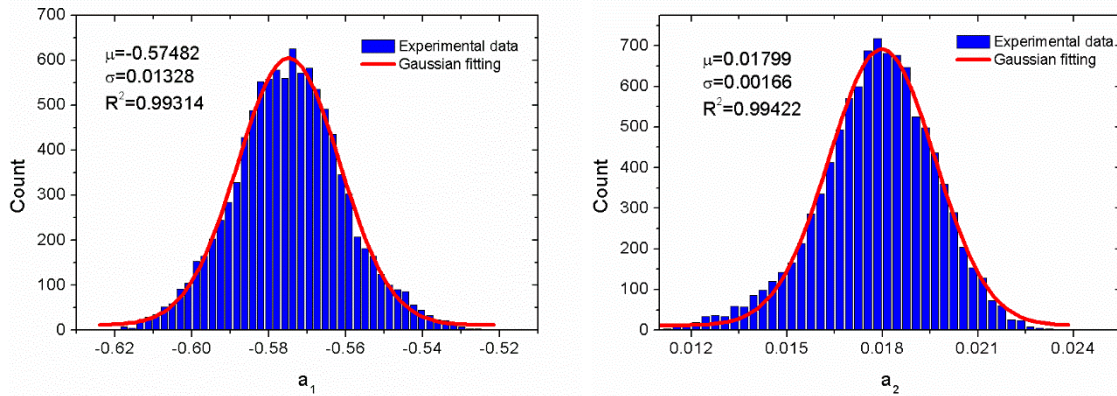 700
600
500
400
300
200
100
0
Count
μ=-0.57482
σ=0.01328
R²=0.99314
Experimental data
Gaussian fitting
-0.62 -0.60 -0.58 -0.56 -0.54 -0.52
a₁
700
600
500
400
300
200
100
0
Count
μ=0.01799
σ=0.00166
R²=0.99422
Experimental data.
Gaussian fitting
0.012 0.015 0.018 0.021 0.024
a₂